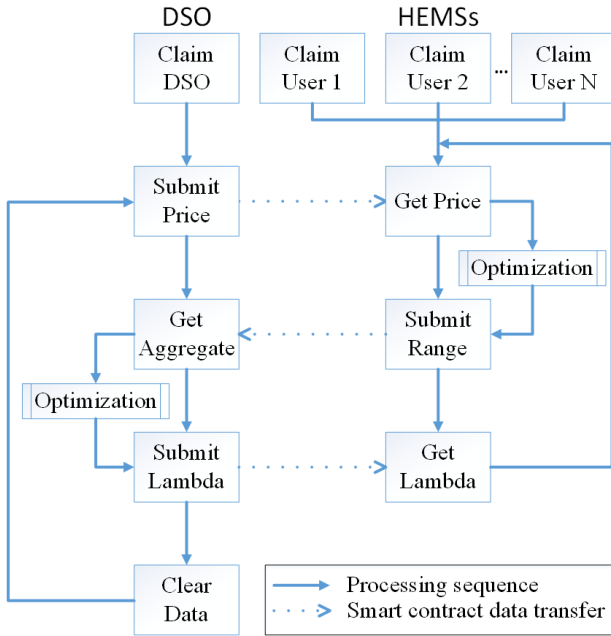 DSO
HEMSs
Claim
DSO
Claim
User 1
Claim
User 2
...
Claim
User N
Submit
Price
Get Price
Optimization
Get
Aggregate
Submit
Range
Optimization
Submit
Lambda
Get
Lambda
Clear
Data
Processing sequence
Smart contract data transfer